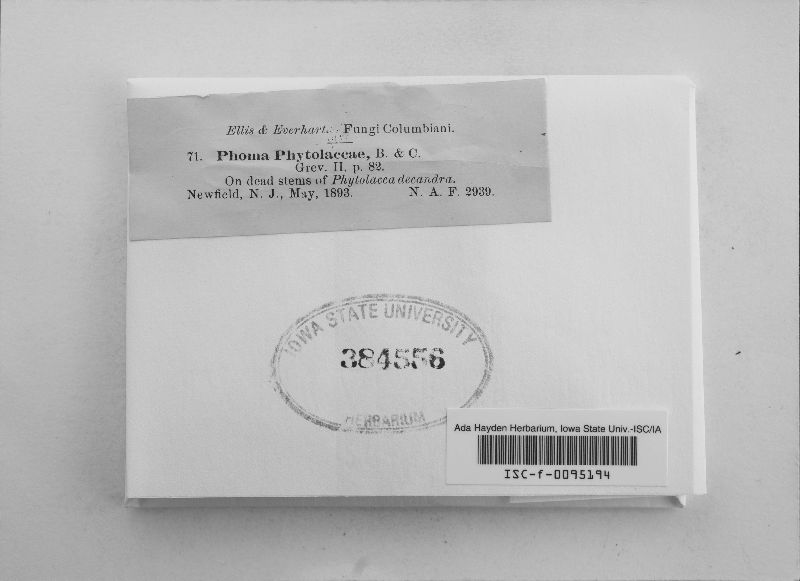 Ellis & Everhart. Fungi Columbiani.
71. Phoma Phytolaccae, B. & C.
Grev. II, p. 82.
On dead stems of Phytolacca decandra.
Newfield, N. J., May, 1893. N. A. F. 2939.
IOWA STATE UNIVERSITY
384556
HERBARIUM
Ada Hayden Herbarium, Iowa State Univ.-ISC/IA
ISC-f-0095194